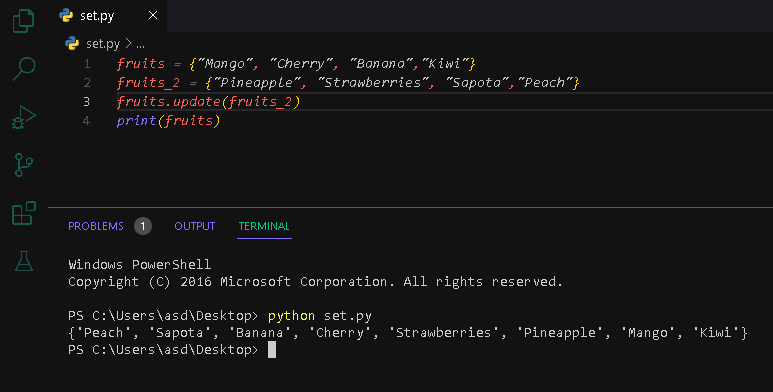 set.py
set.py > ...
1 fruits = {"Mango", "Cherry", "Banana","Kiwi"}
2 fruits_2 = {"Pineapple", "Strawberries", "Sapota","Peach"}
3 fruits.update(fruits_2)
4 print(fruits)
PROBLEMS 1 OUTPUT TERMINAL
Windows PowerShell
Copyright (C) 2016 Microsoft Corporation. All rights reserved.
PS C:\Users\asd\Desktop> python set.py
{'Peach', 'Sapota', 'Banana', 'Cherry', 'Strawberries', 'Pineapple', 'Mango', 'Kiwi'}
PS C:\Users\asd\Desktop>